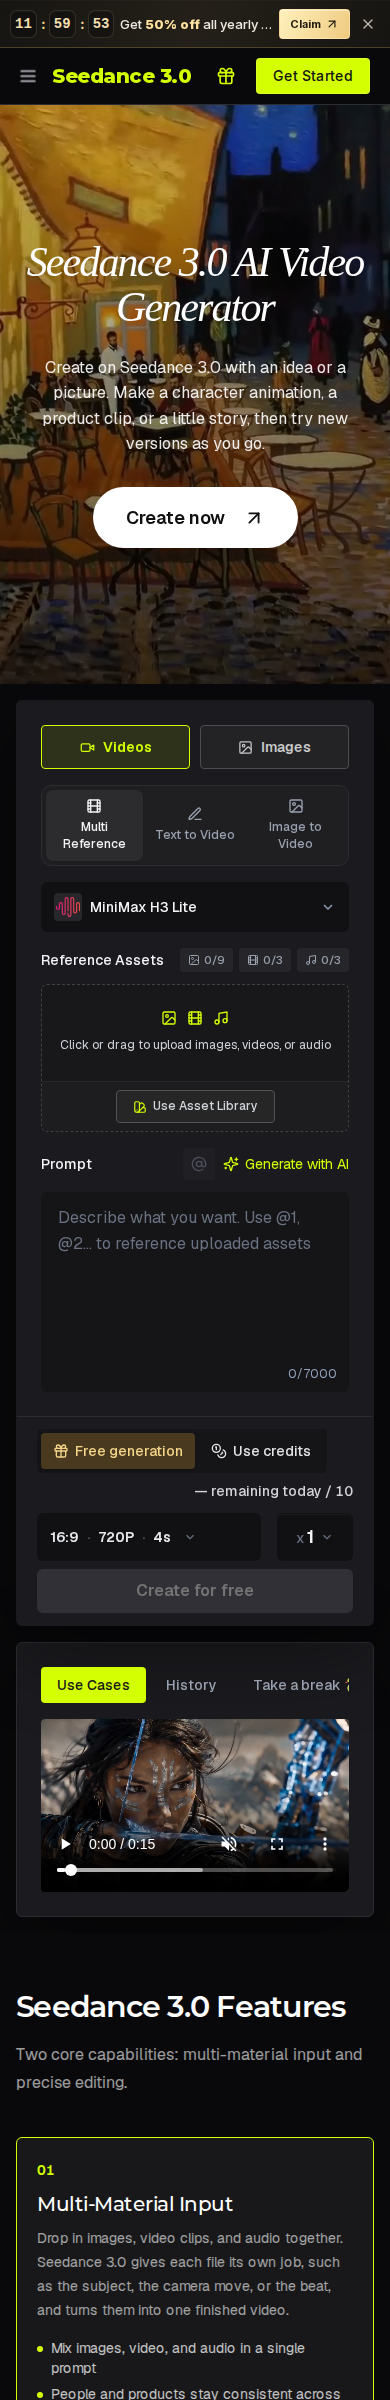 11 : 59 : 53 Get 50% off all yearly ... Claim
Seedance 3.0 Get Started
Seedance 3.0 AI Video
Generator
Create on Seedance 3.0 with an idea or a
picture. Make a character animation, a
product clip, or a little story, then try new
versions as you go.
Create now
Videos Images
Multi
Reference
Text to Video
Image to
Video
MiniMax H3 Lite
Reference Assets 0/9 0/3 0/3
Click or drag to upload images, videos, or audio
Use Asset Library
Prompt @ Generate with AI
Describe what you want. Use @1,
@2... to reference uploaded assets
0/7000
Free generation Use credits
— remaining today / 10
16:9 · 720P · 4s x 1
Create for free
Use Cases History Take a break
0:00 / 0:15
Seedance 3.0 Features
Two core capabilities: multi-material input and
precise editing.
01
Multi-Material Input
Drop in images, video clips, and audio together.
Seedance 3.0 gives each file its own job, such
as the subject, the camera move, or the beat,
and turns them into one finished video.
Mix images, video, and audio in a single
prompt
People and products stay consistent across